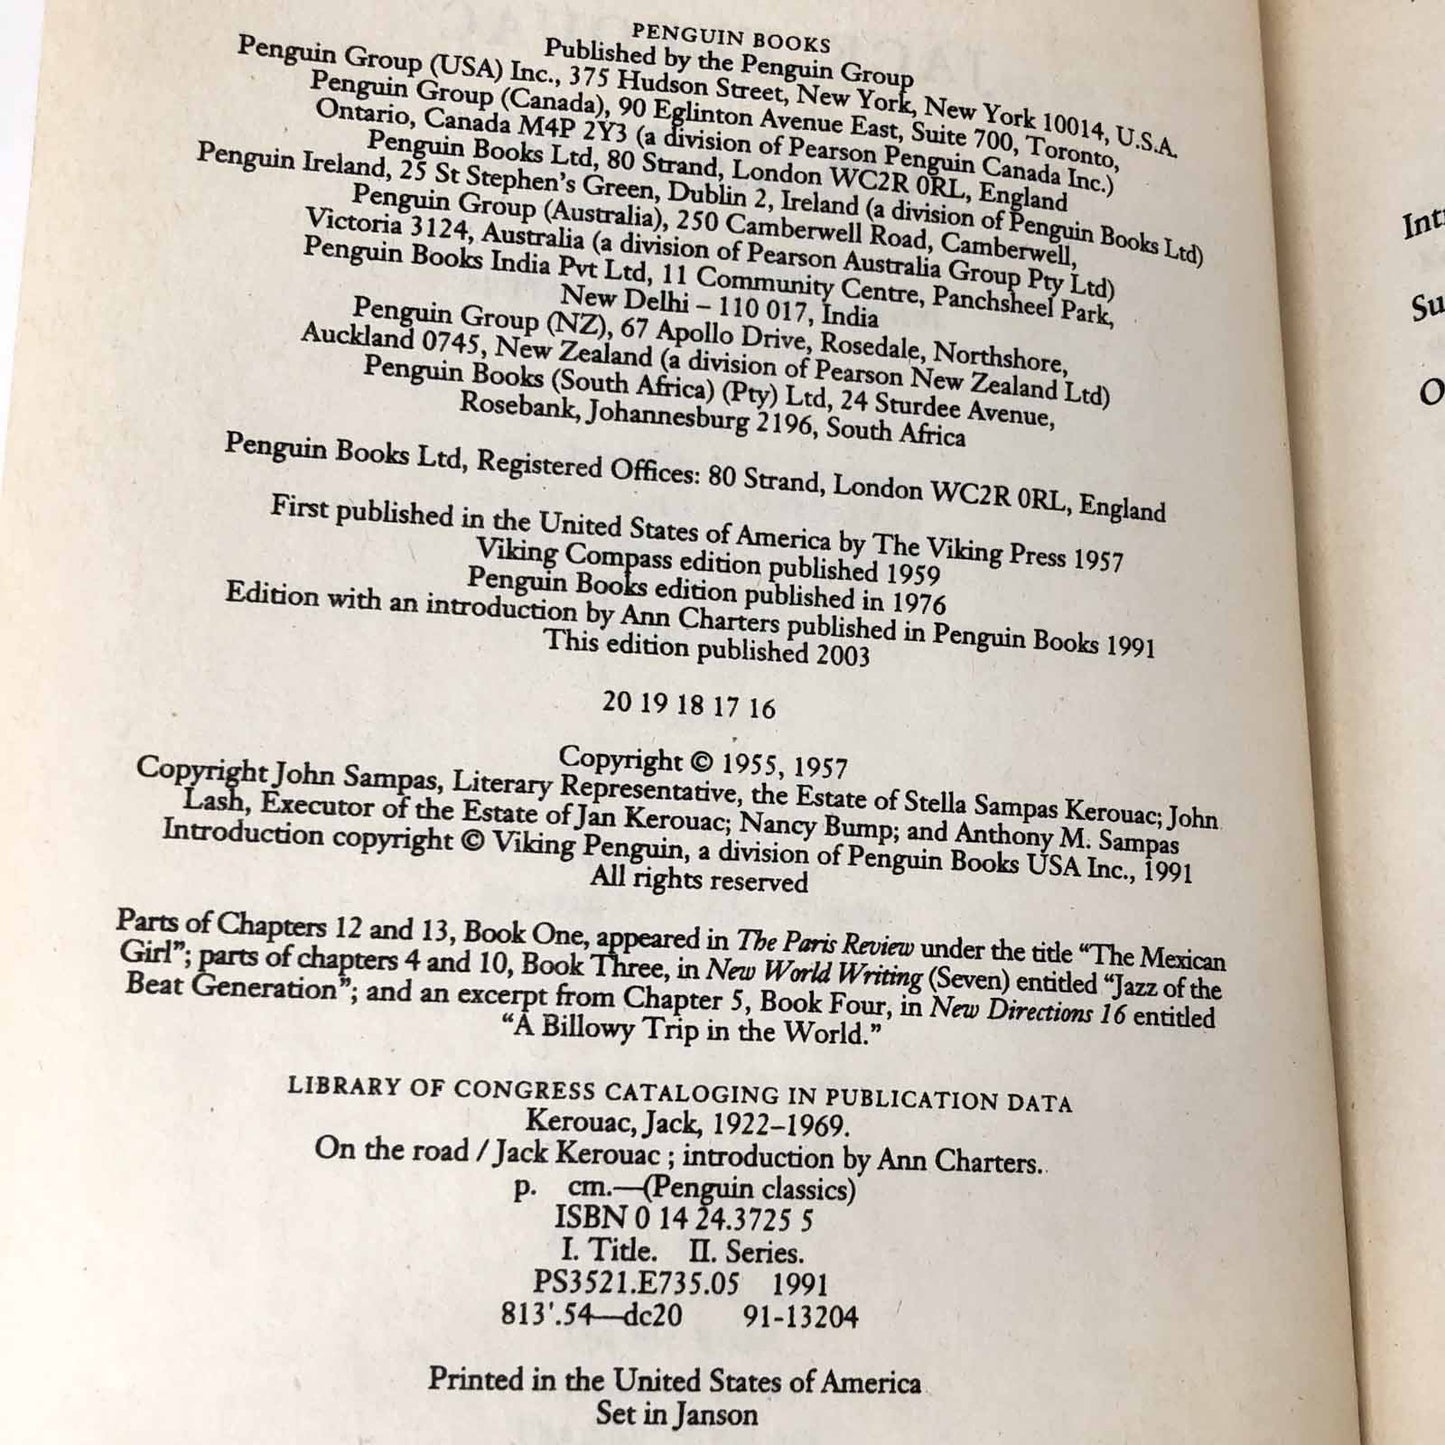 PENGUIN BOOKS
Published by the Penguin Group
Penguin Group (USA) Inc., 375 Hudson Street, New York, New York 10014, U.S.A.
Penguin Group (Canada), 90 Eglinton Avenue East, Suite 700, Toronto,
Ontario, Canada M4P 2Y3 (a division of Pearson Penguin Canada Inc.)
Penguin Books Ltd, 80 Strand, London WC2R 0RL, England
Penguin Ireland, 25 St Stephen's Green, Dublin 2, Ireland (a division of Penguin Books Ltd)
Penguin Group (Australia), 250 Camberwell Road, Camberwell,
Victoria 3124, Australia (a division of Pearson Australia Group Pty Ltd)
Penguin Books India Pvt Ltd, 11 Community Centre, Panchsheel Park,
New Delhi – 110 017, India
Penguin Group (NZ), 67 Apollo Drive, Rosedale, Northshore,
Auckland 0745, New Zealand (a division of Pearson New Zealand Ltd)
Penguin Books (South Africa) (Pty) Ltd, 24 Sturdee Avenue,
Rosebank, Johannesburg 2196, South Africa
Penguin Books Ltd, Registered Offices: 80 Strand, London WC2R 0RL, England
First published in the United States of America by The Viking Press 1957
Viking Compass edition published 1959
Penguin Books edition published in 1976
Edition with an introduction by Ann Charters published in Penguin Books 1991
This edition published 2003
20 19 18 17 16
Copyright © 1955, 1957
Copyright John Sampas, Literary Representative, the Estate of Stella Sampas Kerouac; John
Lash, Executor of the Estate of Jan Kerouac; Nancy Bump; and Anthony M. Sampas
Introduction copyright © Viking Penguin, a division of Penguin Books USA Inc., 1991
All rights reserved
Parts of Chapters 12 and 13, Book One, appeared in The Paris Review under the title “The Mexican
Girl”; parts of chapters 4 and 10, Book Three, in New World Writing (Seven) entitled “Jazz of the
Beat Generation”; and an excerpt from Chapter 5, Book Four, in New Directions 16 entitled
“A Billowy Trip in the World.”
LIBRARY OF CONGRESS CATALOGING IN PUBLICATION DATA
Kerouac, Jack, 1922–1969.
On the road / Jack Kerouac ; introduction by Ann Charters.
p. cm.—(Penguin classics)
ISBN 0 14 24.3725 5
I. Title. II. Series.
PS3521.E735.05 1991
813'.54—dc20 91-13204
Printed in the United States of America
Set in Janson
Int
Su
O